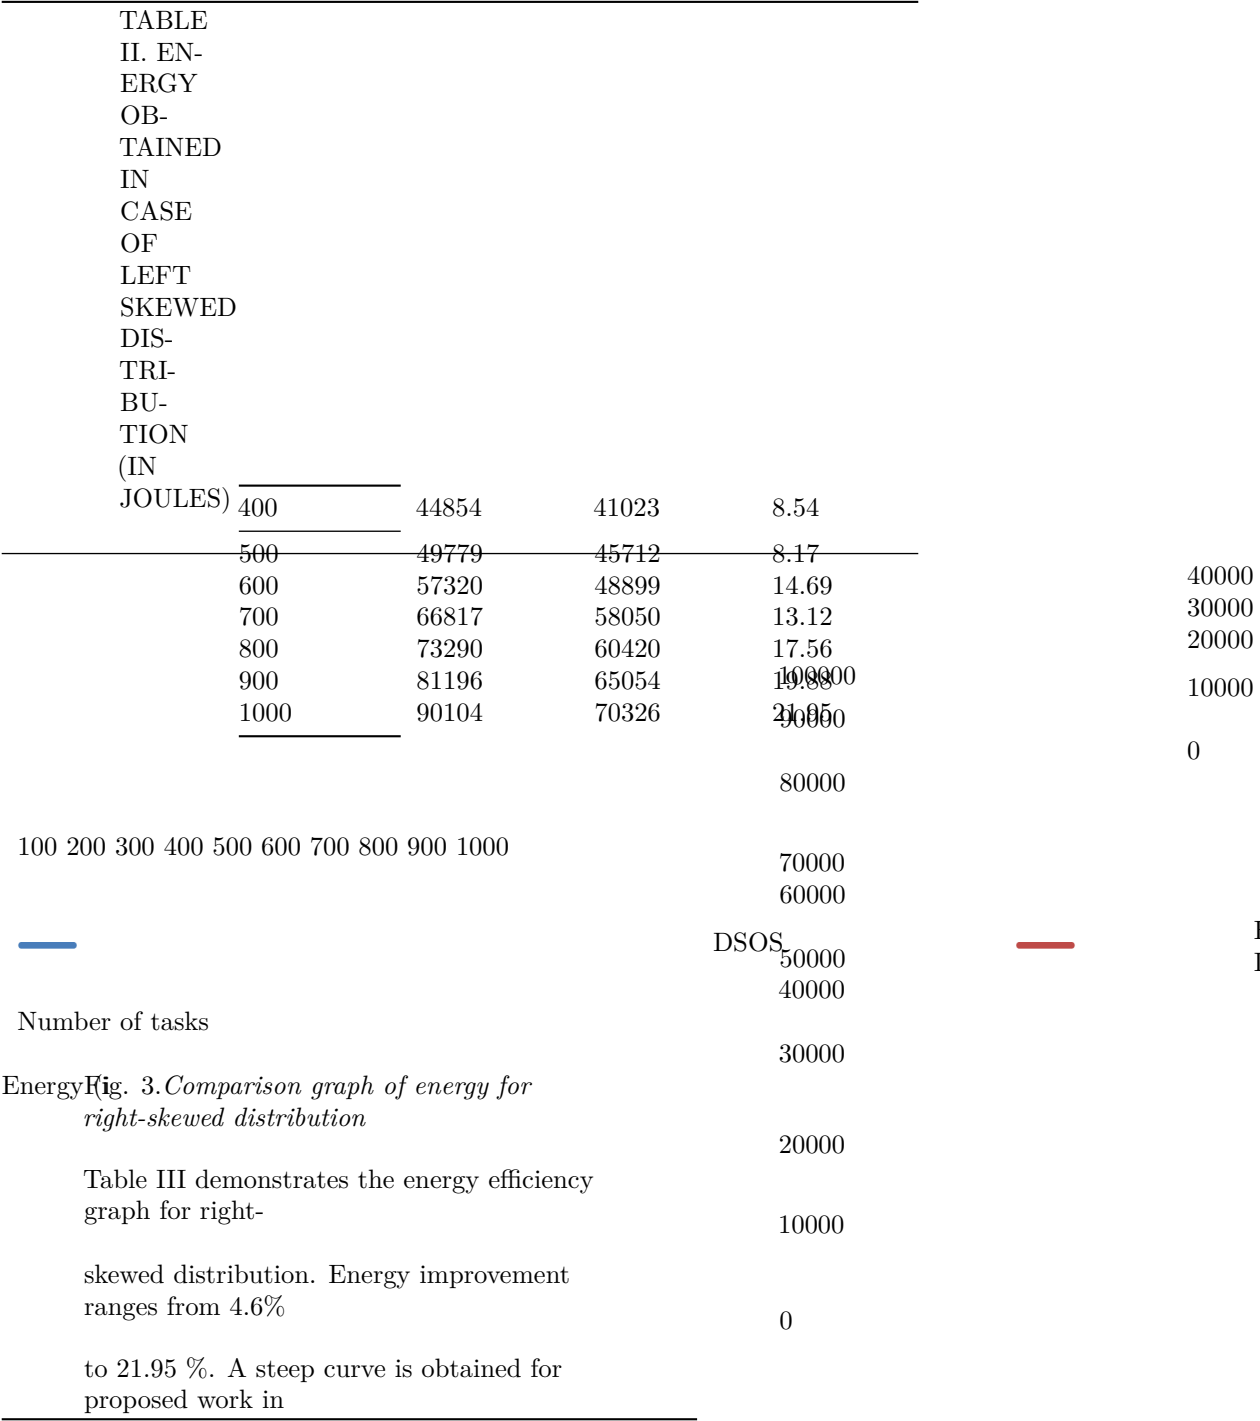 TABLE
II. EN-
ERGY
OB-
TAINED
IN
CASE
OF
LEFT
SKEWED
DIS-
TRI-
BU-
TION
(IN
JOULES)
400 44854 41023 8.54
500 49779 45712 8.17
600 57320 48899 14.69
700 66817 58050 13.12
800 73290 60420 17.56
900 81196 65054 19.88
1000 90104 70326 21.95
40000
30000
20000
10000
0
100000
90000
80000
70000
60000
50000
40000
30000
20000
10000
0
100 200 300 400 500 600 700 800 900 1000
DSOS
Number of tasks
Energy (i
Fig. 3. Comparison graph of energy for
right-skewed distribution
Table III demonstrates the energy efficiency
graph for right-
skewed distribution. Energy improvement
ranges from 4.6%
to 21.95 %. A steep curve is obtained for
proposed work in